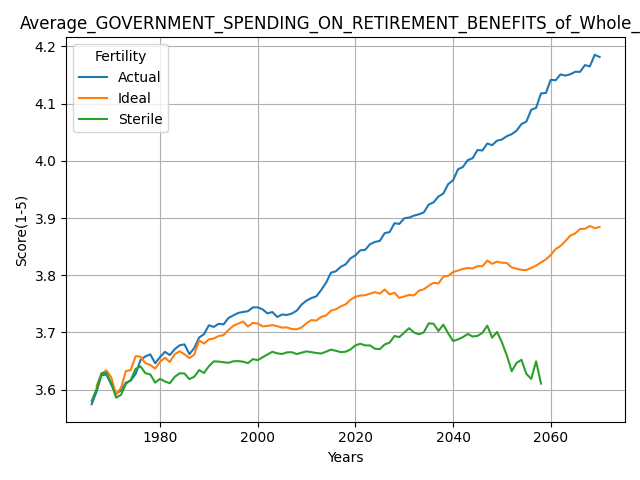 Average_GOVERNMENT_SPENDING_ON_RETIREMENT_BENEFITS_of_Whole_
Fertility
Actual
Ideal
Sterile
4.2
4.1
4.0
3.9
3.8
3.7
3.6
Score(1-5)
1980
2000
2020
2040
2060
Years